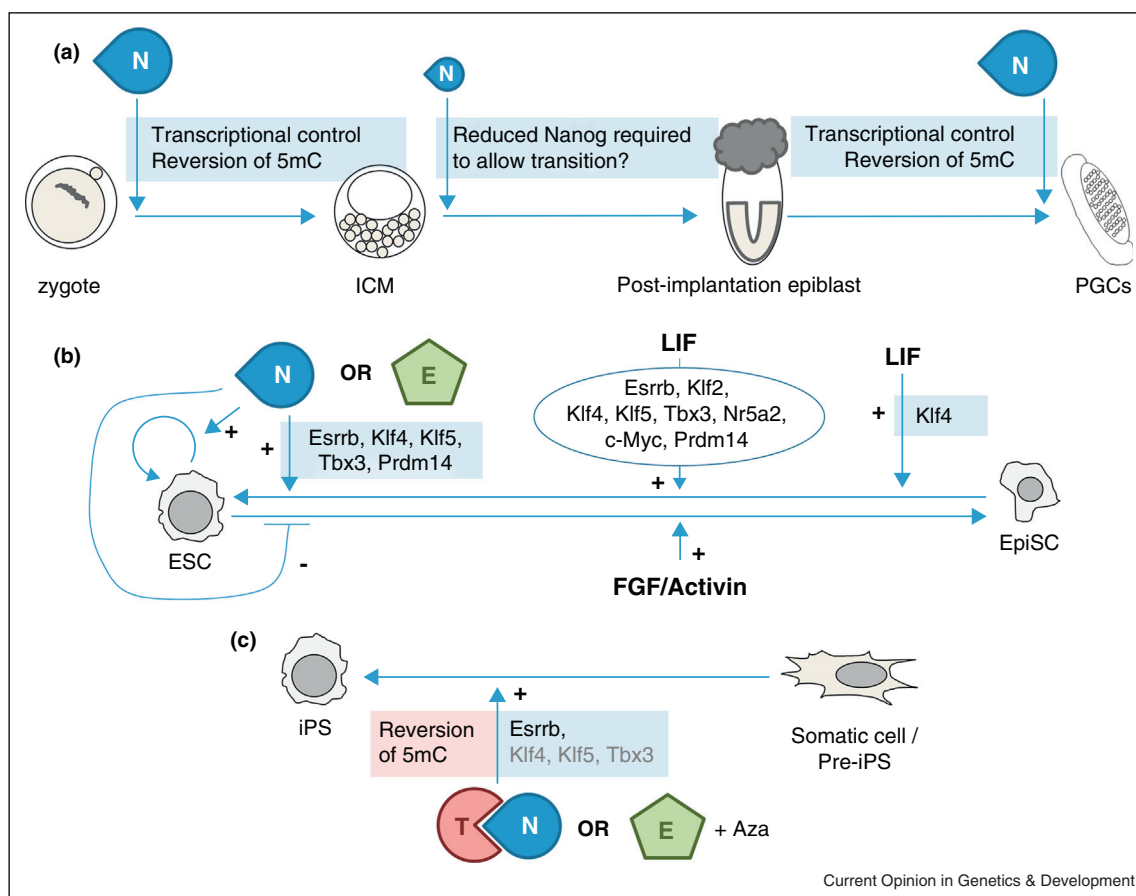 (a)
N
N
N
Transcriptional control
Reversion of 5mC
Reduced Nanog required
to allow transition?
Transcriptional control
Reversion of 5mC
zygote
ICM
Post-implantation epiblast
PGCs
(b)
N OR E
LIF
LIF
Esrrb, Klf2,
Klf4, Klf5, Tbx3, Nr5a2,
c-Myc, Prdm14
+
+
Esrrb, Klf4, Klf5,
Tbx3, Prdm14
+
Klf4
+
ESC
EpiSC
-
+
FGF/Activin
(c)
+
iPS
Somatic cell /
Pre-iPS
Reversion
of 5mC
Esrrb,
Klf4, Klf5, Tbx3
T N OR E + Aza
Current Opinion in Genetics & Development